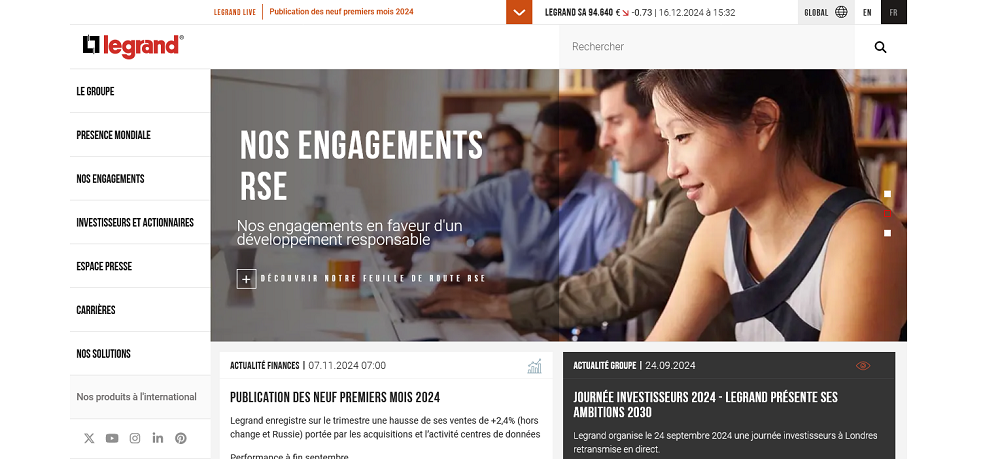 LEGRAND LIVE
Publication des neuf premiers mois 2024
LEGRAND SA 94.640 € -0.73 | 16.12.2024 à 15:32
GLOBAL
EN
FR
legrand®
Rechercher
LE GROUPE
PRESENCE MONDIALE
NOS ENGAGEMENTS
INVESTISSEURS ET ACTIONNAIRES
ESPACE PRESSE
CARRIÈRES
NOS SOLUTIONS
Nos produits à l'international
NOS ENGAGEMENTS
RSE
Nos engagements en faveur d'un
développement responsable
+ DÉCOUVRIR NOTRE FEUILLE DE ROUTE RSE
ACTUALITÉ FINANCES | 07.11.2024 07:00
PUBLICATION DES NEUF PREMIERS MOIS 2024
Legrand enregistre sur le trimestre une hausse de ses ventes de +2,4% (hors
change et Russie) portée par les acquisitions et l'activité centres de données
Performance à fin septembre
ACTUALITÉ GROUPE | 24.09.2024
JOURNÉE INVESTISSEURS 2024 - LEGRAND PRÉSENTE SES
AMBITIONS 2030
Legrand organise le 24 septembre 2024 une journée investisseurs à Londres
retransmise en direct.